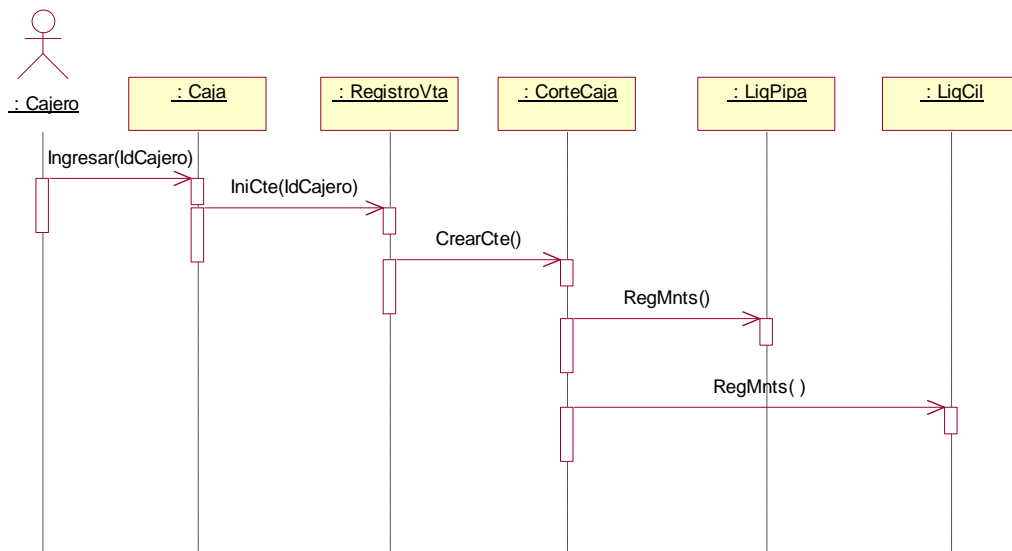 : Cajero
: Caja
: RegistroVta
: CorteCaja
: LiqPipa
: LiqCil
Ingresar(IdCajero)
IniCte(IdCajero)
CrearCte()
RegMnts()
RegMnts( )